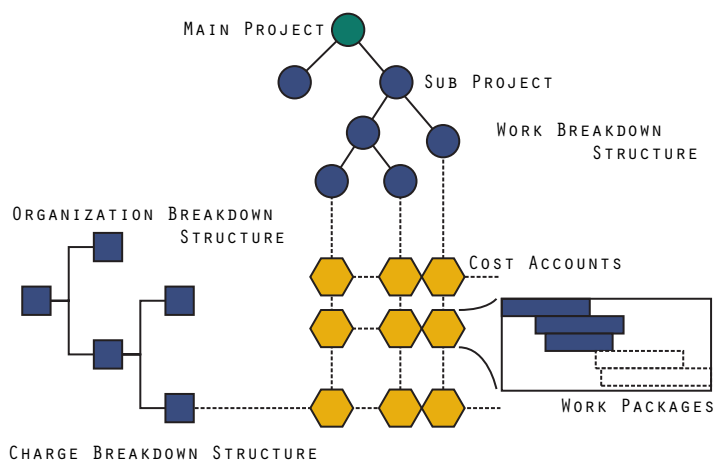 Main Project
Sub Project
Work Breakdown
Structure
Organization Breakdown
Structure
Cost Accounts
Work Packages
Charge Breakdown Structure